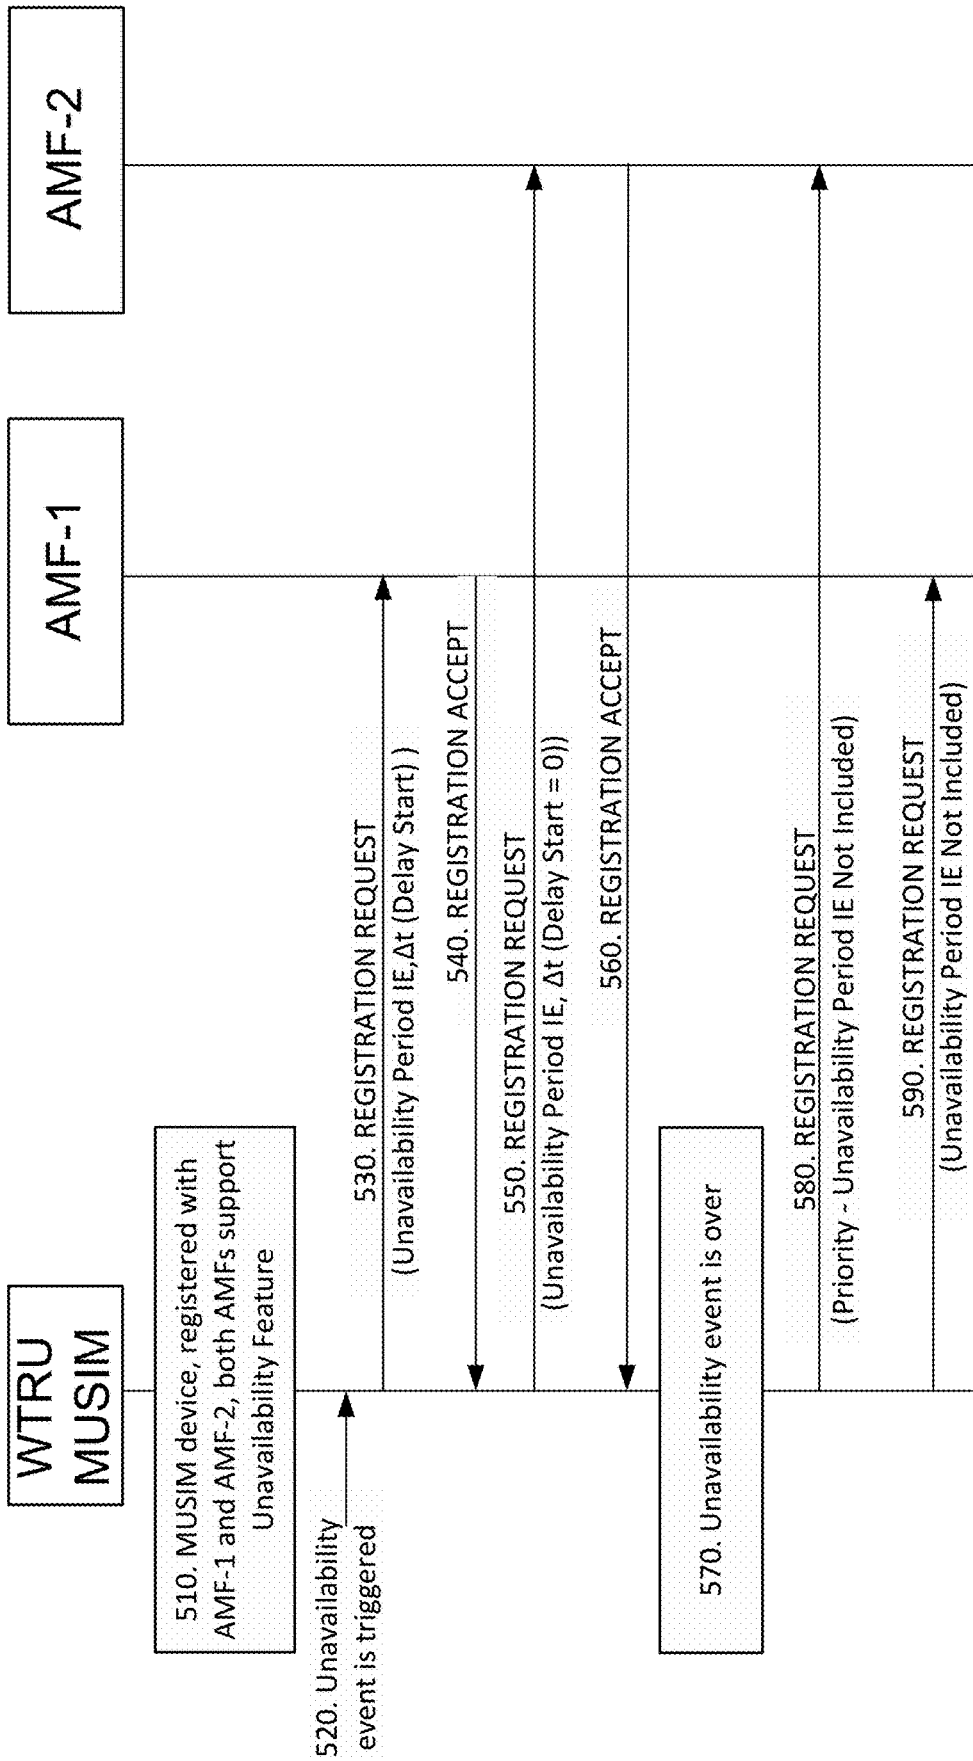 WTRU
MUSIM
AMF-1
AMF-2
510. MUSIM device, registered with
AMF-1 and AMF-2, both AMFs support
Unavailability Feature
520. Unavailability
event is triggered
530. REGISTRATION REQUEST
(Unavailability Period IE,Δt (Delay Start) )
540. REGISTRATION ACCEPT
550. REGISTRATION REQUEST
(Unavailability Period IE, Δt (Delay Start = 0))
560. REGISTRATION ACCEPT
570. Unavailability event is over
580. REGISTRATION REQUEST
(Priority - Unavailability Period IE Not Included)
590. REGISTRATION REQUEST
(Unavailability Period IE Not Included)